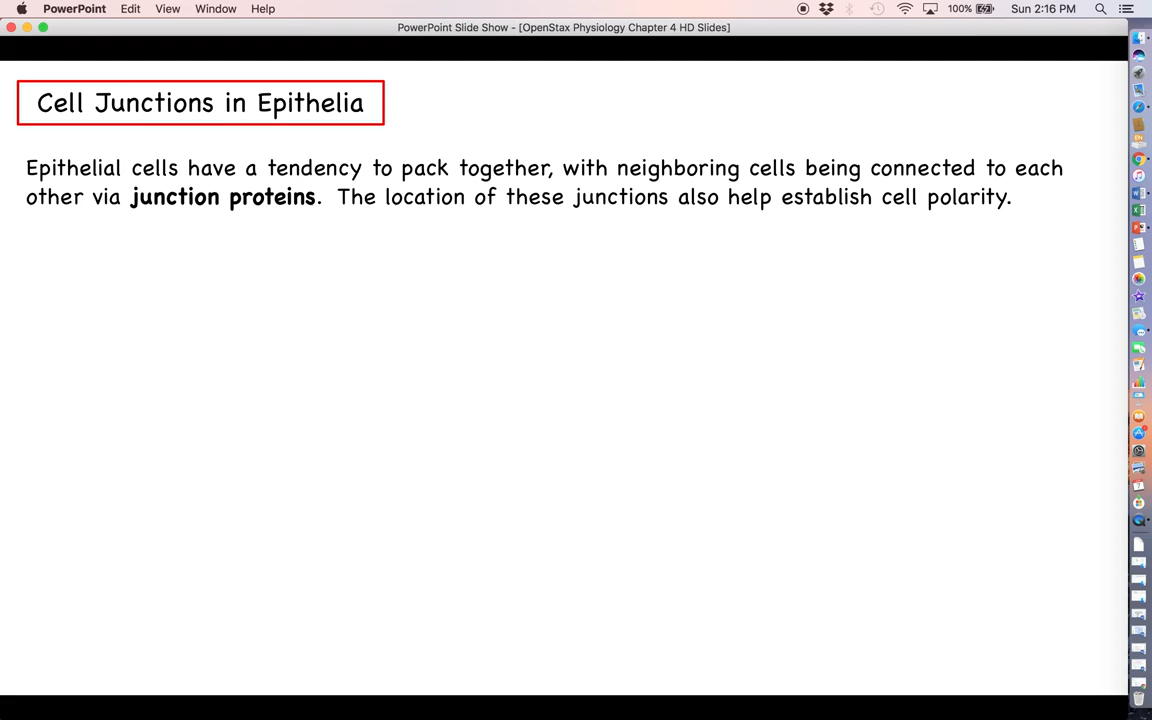 PowerPoint Edit View Window Help 100% Sun 2:16 PM
PowerPoint Slide Show - [OpenStax Physiology Chapter 4 HD Slides]
Cell Junctions in Epithelia
Epithelial cells have a tendency to pack together, with neighboring cells being connected to each
other via junction proteins. The location of these junctions also help establish cell polarity.